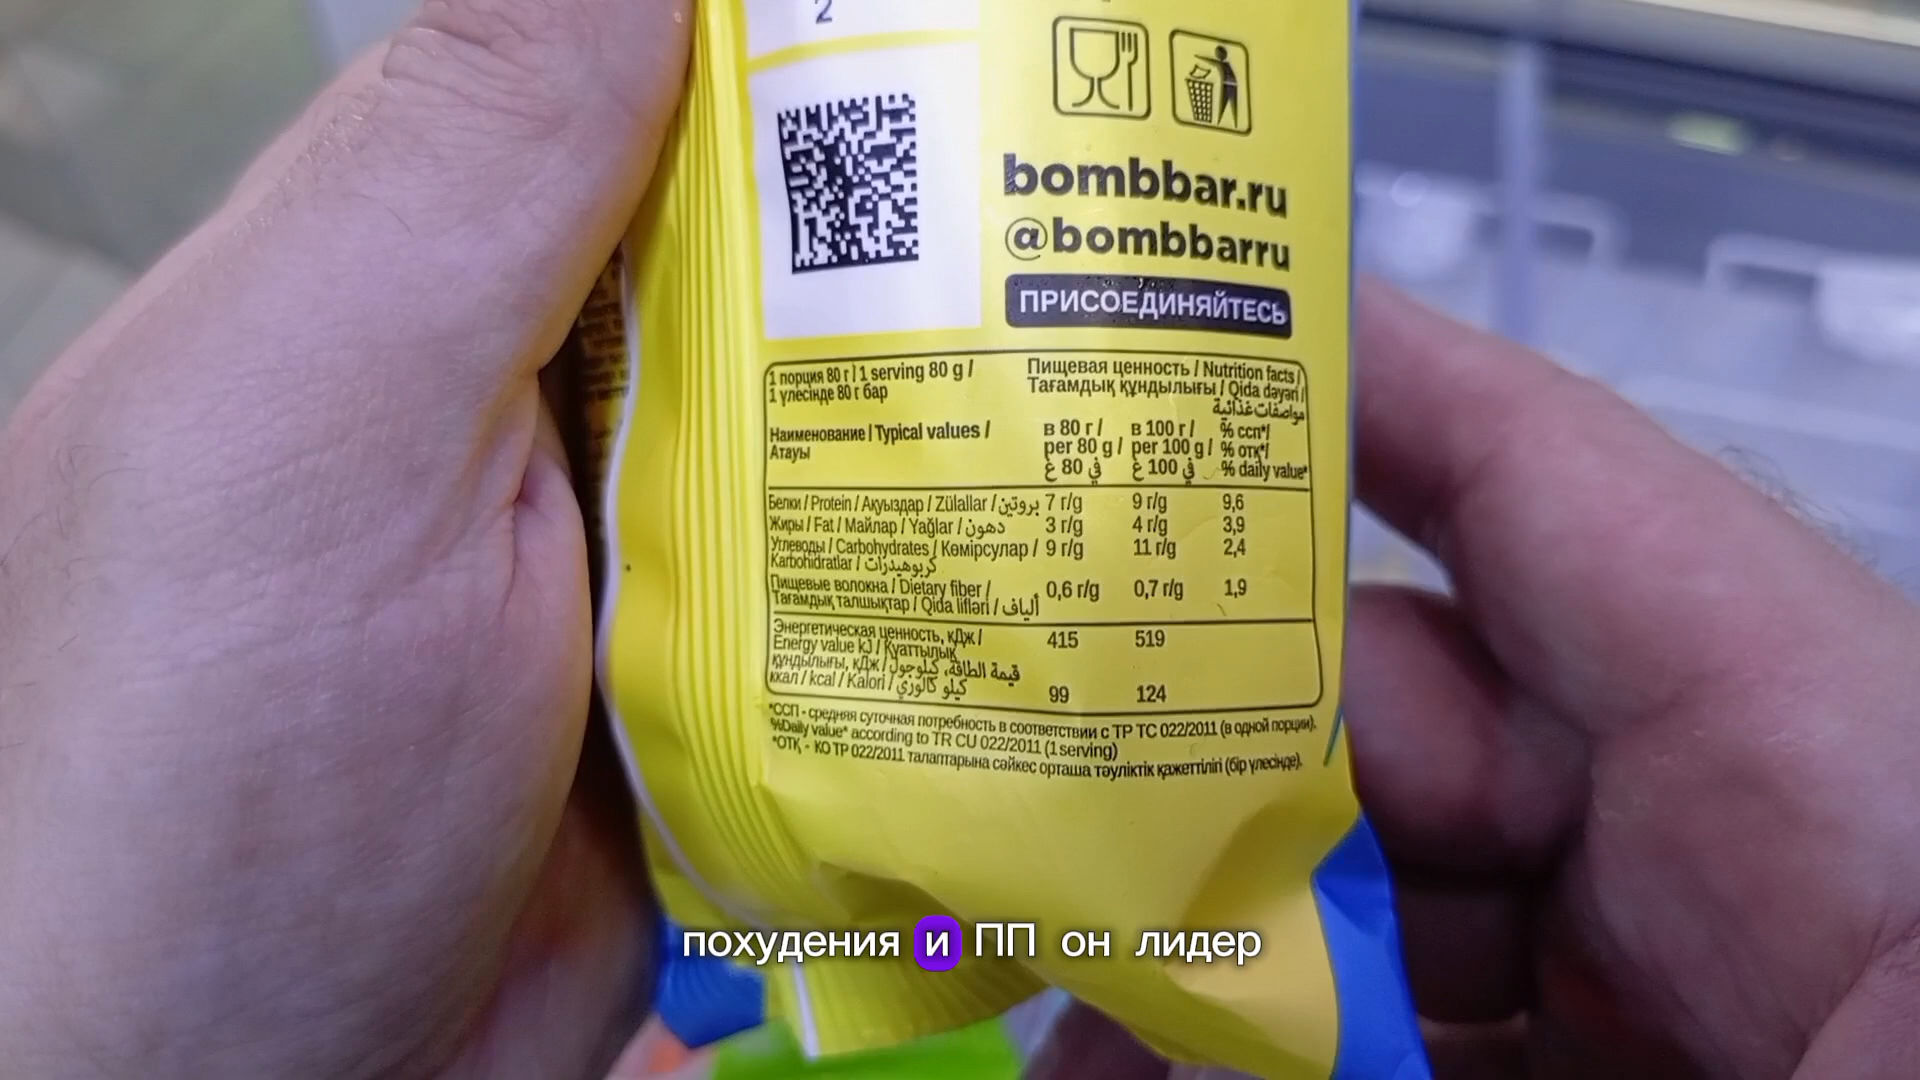 2
bombbar.ru
@bombbarru
ПРИСОЕДИНЯЙТЕСЬ
1 порция 80 г | 1 serving 80 g /
1 үлесінде 80 г бар
Пищевая ценность / Nutrition facts /
Тағамдық құндылығы / Qida dəyəri /
مواصفات غذائية
Наименование | Typical values /
Атауы
в 80 г / в 100 г / % ссп*/
per 80 g / per 100 g / % отқ*/
في 80 غ في 100 غ % daily value*
Белки / Protein / Ақуыздар / Zülallar / بروتين 7 г/g 9 г/g 9,6
Жиры / Fat / Майлар / Yağlar / دهون 3 г/g 4 г/g 3,9
Углеводы / Carbohydrates / Көмірсулар / 9 г/g 11 г/g 2,4
Karbohidratlar / كربوهيدرات
Пищевые волокна / Dietary fiber / 0,6 г/g 0,7 г/g 1,9
Тағамдық талшықтар / Qida lifləri / ألياف
Энергетическая ценность, кДж / 415 519
Energy value kJ / Қуаттылық
құндылығы, кДж / قيمة الطاقة، كيلوجول
ккал / kcal / Kalori / كيلو كالوري 99 124
*ССП - средняя суточная потребность в соответствии с ТР ТС 022/2011 (в одной порции).
%Daily value* according to TR CU 022/2011 (1 serving)
*ОТҚ - КО ТР 022/2011 талаптарына сәйкес орташа тәуліктік қажеттілігі (бір үлесінде).
похудения и ПП он лидер